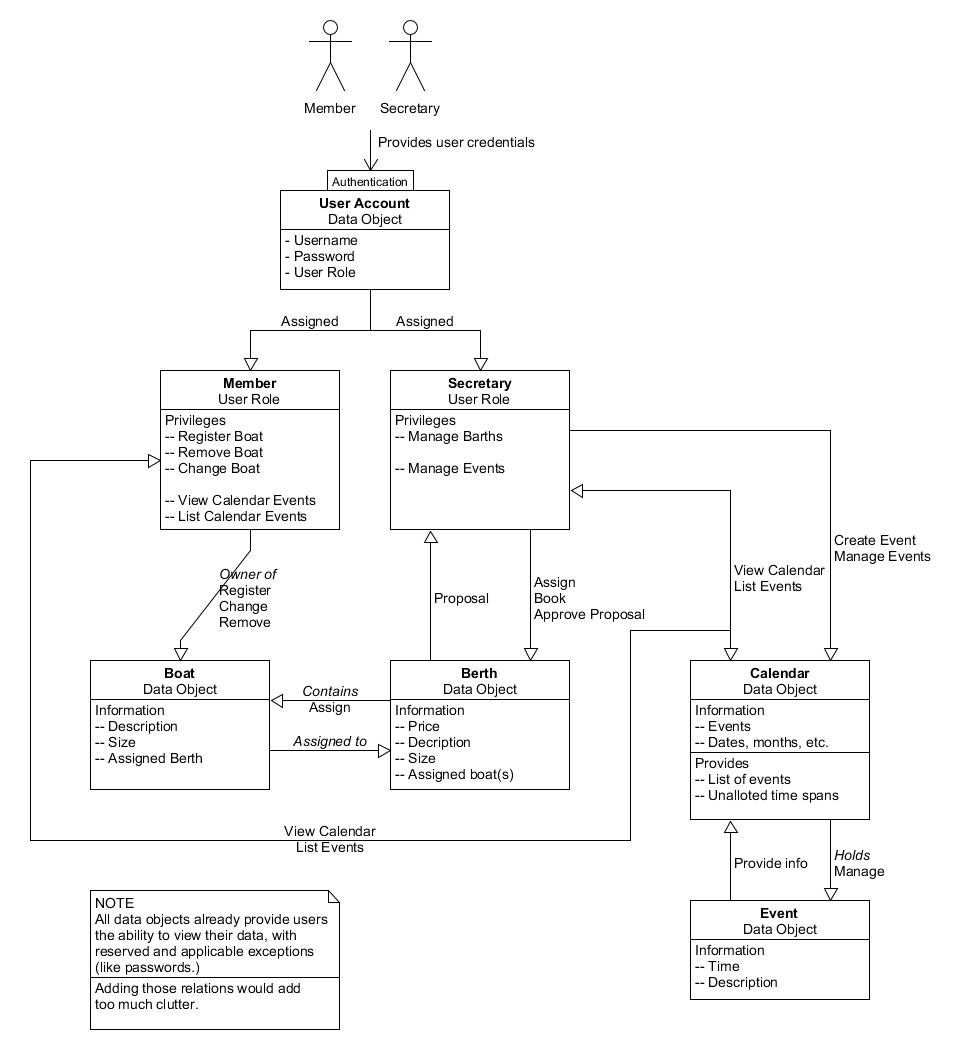 Member
Secretary
Provides user credentials
Authentication
User Account
Data Object
- Username
- Password
- User Role
Assigned
Assigned
Member
User Role
Privileges
-- Register Boat
-- Remove Boat
-- Change Boat
-- View Calendar Events
-- List Calendar Events
Secretary
User Role
Privileges
-- Manage Barths
-- Manage Events
Create Event
Manage Events
View Calendar
List Events
Owner of
Register
Change
Remove
Proposal
Assign
Book
Approve Proposal
Boat
Data Object
Information
-- Description
-- Size
-- Assigned Berth
Contains
Assign
Assigned to
Berth
Data Object
Information
-- Price
-- Decription
-- Size
-- Assigned boat(s)
Calendar
Data Object
Information
-- Events
-- Dates, months, etc.
Provides
-- List of events
-- Unalloted time spans
View Calendar
List Events
Provide info
Holds
Manage
Event
Data Object
Information
-- Time
-- Description
NOTE
All data objects already provide users
the ability to view their data, with
reserved and applicable exceptions
(like passwords.)
Adding those relations would add
too much clutter.